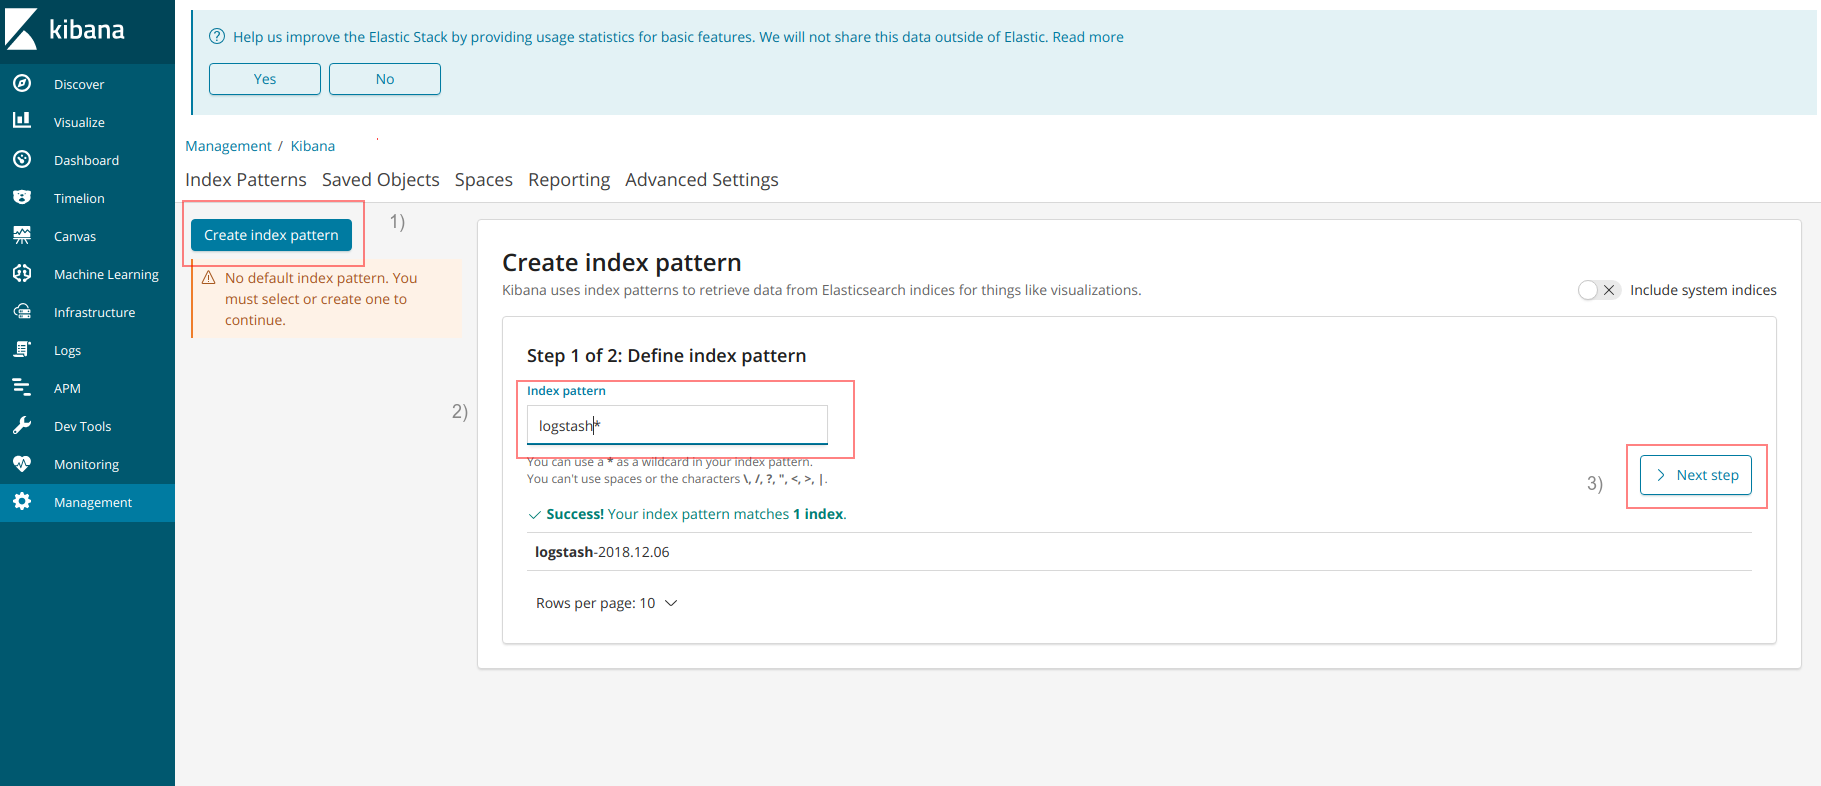 kibana
Discover
Visualize
Dashboard
Timelion
Canvas
Machine Learning
Infrastructure
Logs
APM
Dev Tools
Monitoring
Management
Help us improve the Elastic Stack by providing usage statistics for basic features. We will not share this data outside of Elastic. Read more
Yes No
Management / Kibana
Index Patterns Saved Objects Spaces Reporting Advanced Settings
Create index pattern
1)
No default index pattern. You
must select or create one to
continue.
Create index pattern
Kibana uses index patterns to retrieve data from Elasticsearch indices for things like visualizations.
Include system indices
Step 1 of 2: Define index pattern
Index pattern
2)
logstash*
You can use a * as a wildcard in your index pattern.
You can't use spaces or the characters \, /, ?, ", <, >, |.
3)
Next step
Success! Your index pattern matches 1 index.
logstash-2018.12.06
Rows per page: 10